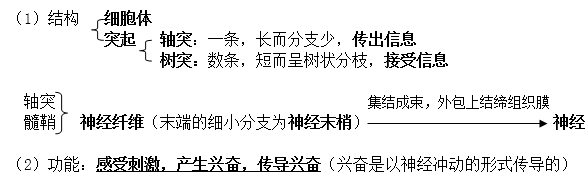 （1）结构 细胞体
突起 轴突：一条，长而分支少，传出信息
树突：数条，短而呈树状分枝，接受信息
轴突
髓鞘 神经纤维（末端的细小分支为神经末梢） 集结成束，外包上结缔组织膜 神经
（2）功能：感受刺激，产生兴奋，传导兴奋（兴奋是以神经冲动的形式传导的）